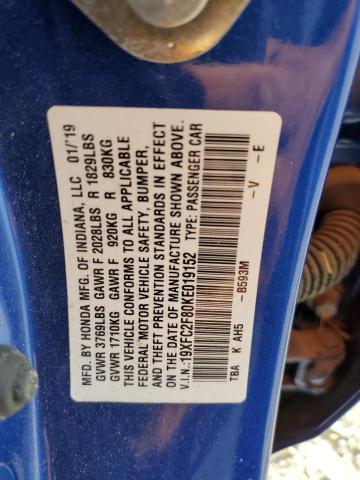 MFD. BY HONDA MFG. OF INDIANA, LLC 01/'19
GVWR 3769LBS GAWR F 2028LBS R 1829LBS
GVWR 1710KG GAWR F 920KG R 830KG
THIS VEHICLE CONFORMS TO ALL APPLICABLE
FEDERAL MOTOR VEHICLE SAFETY, BUMPER,
AND THEFT PREVENTION STANDARDS IN EFFECT
ON THE DATE OF MANUFACTURE SHOWN ABOVE.
V.I.N.:19XFC2F80KE019152 TYPE: PASSENGER CAR
-B593M -V -E
TBA K AH5